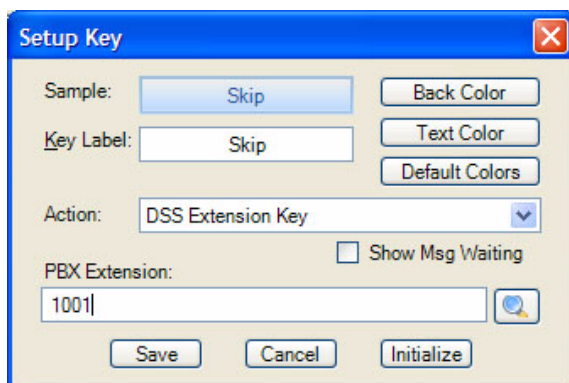 Setup Key
Sample: Skip Back Color
Key Label: Skip Text Color
Default Colors
Action: DSS Extension Key
Show Msg Waiting
PBX Extension:
1001
Save Cancel Initialize